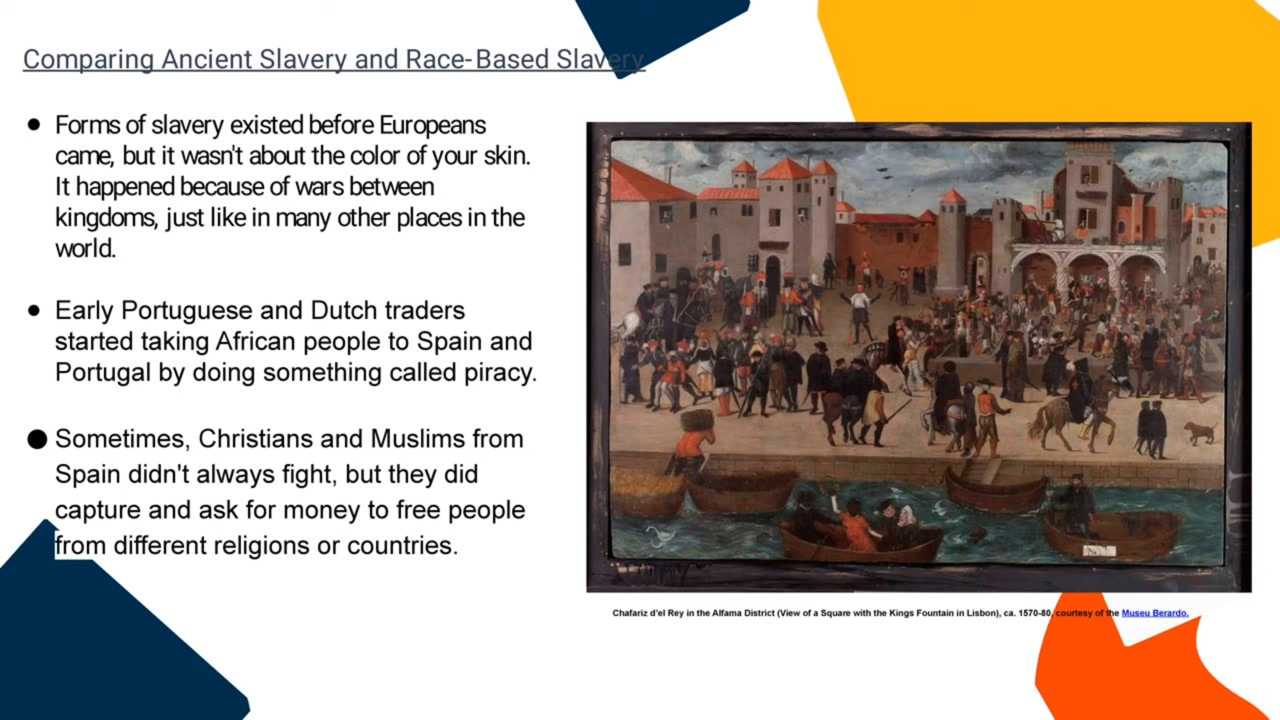 Comparing Ancient Slavery and Race-Based Slavery
● Forms of slavery existed before Europeans
came, but it wasn't about the color of your skin.
It happened because of wars between
kingdoms, just like in many other places in the
world.
● Early Portuguese and Dutch traders
started taking African people to Spain and
Portugal by doing something called piracy.
● Sometimes, Christians and Muslims from
Spain didn't always fight, but they did
capture and ask for money to free people
from different religions or countries.
Chafariz d'el Rey in the Alfama District (View of a Square with the Kings Fountain in Lisbon), ca. 1570-80, courtesy of the Museu Berardo.